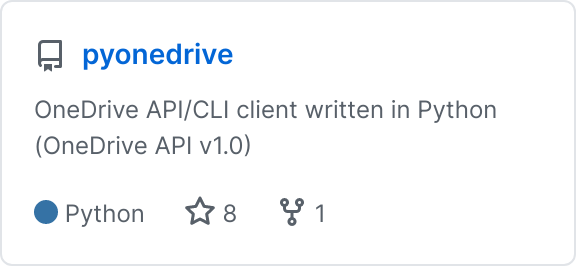 pyonedrive
OneDrive API/CLI client written in Python
(OneDrive API v1.0)
Python 8 1